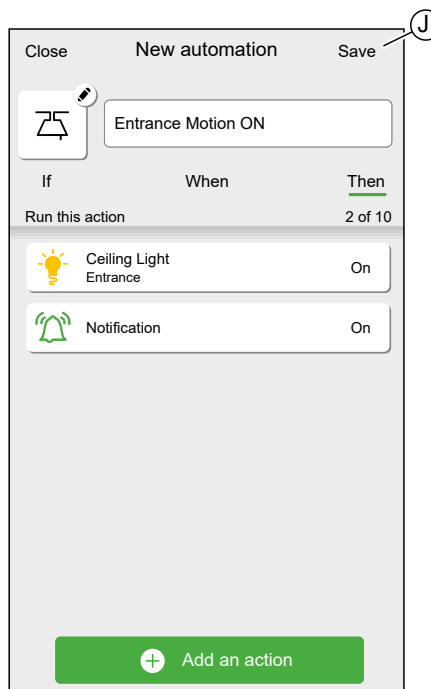 J
Close New automation Save
Entrance Motion ON
If When Then
Run this action 2 of 10
Ceiling Light
Entrance
On
Notification On
Add an action